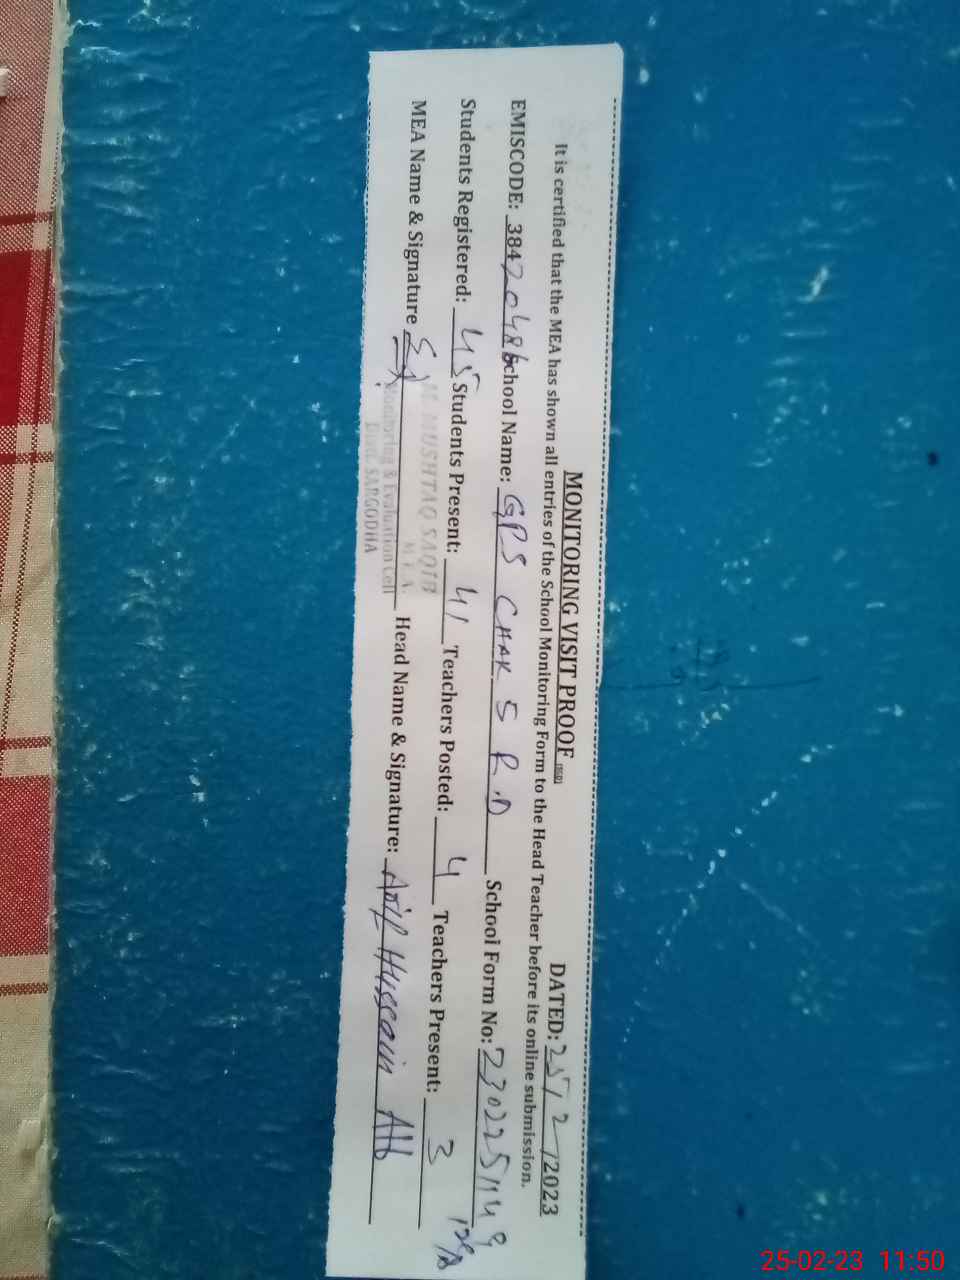 MONITORING VISIT PROOF (SGD) DATED: 25/2/2023
It is certified that the MEA has shown all entries of the School Monitoring Form to the Head Teacher before its online submission.
EMISCODE: 38420486 School Name: GPS CHAK 5 R.D School Form No: 2302251149
Students Registered: 45 Students Present: 41 Teachers Posted: 4 Teachers Present: 3
MEA Name & Signature Head Name & Signature: Arif Hussain
M. MUSHTAQ SAQIB
M.E.A.
Monitoring & Evaluation Cell
Distt. SARGODHA
25-02-23 11:50